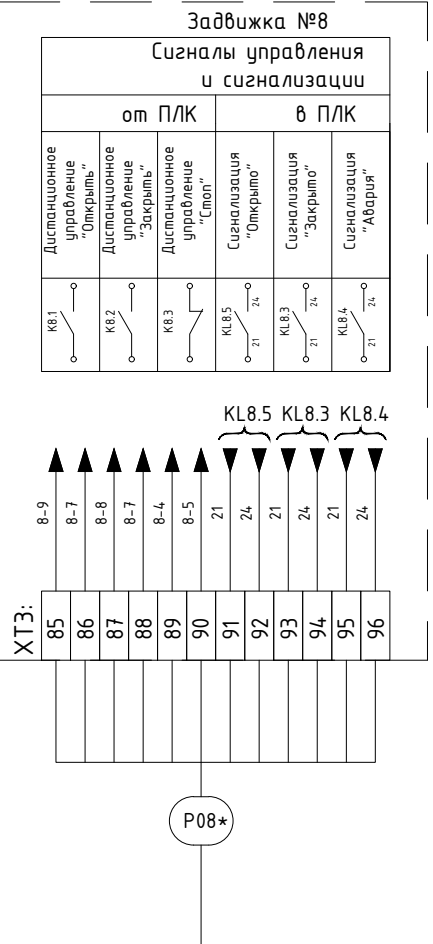 Задвижка №8
Сигналы управления
и сигнализации
от ПЛК
в ПЛК
Дистанционное
управление
"Открыть"
Дистанционное
управление
"Закрыть"
Дистанционное
управление
"Стоп"
Сигнализация
"Открыто"
Сигнализация
"Закрыто"
Сигнализация
"Авария"
K8.1
K8.2
K8.3
KL8.5
21
24
KL8.3
21
24
KL8.4
21
24
KL8.5 KL8.3 KL8.4
8-9
8-7
8-8
8-7
8-4
8-5
21
24
21
24
21
24
XT3:
85
86
87
88
89
90
91
92
93
94
95
96
P08*